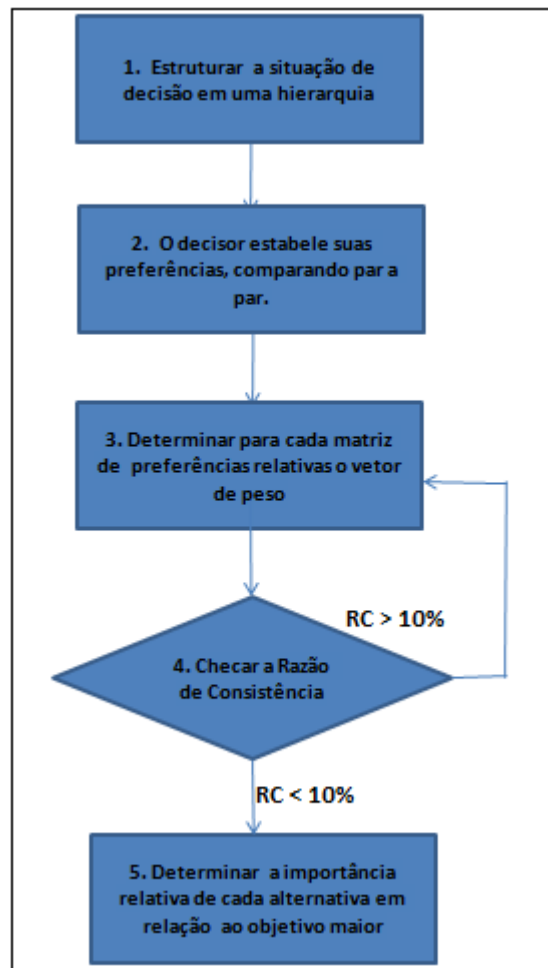 1. Estruturar a situação de
decisão em uma hierarquia
2. O decisor estabele suas
preferências, comparando par a
par.
3. Determinar para cada matriz
de preferências relativas o vetor
de peso
RC > 10%
4. Checar a Razão
de Consistência
RC < 10%
5. Determinar a importância
relativa de cada alternativa em
relação ao objetivo maior